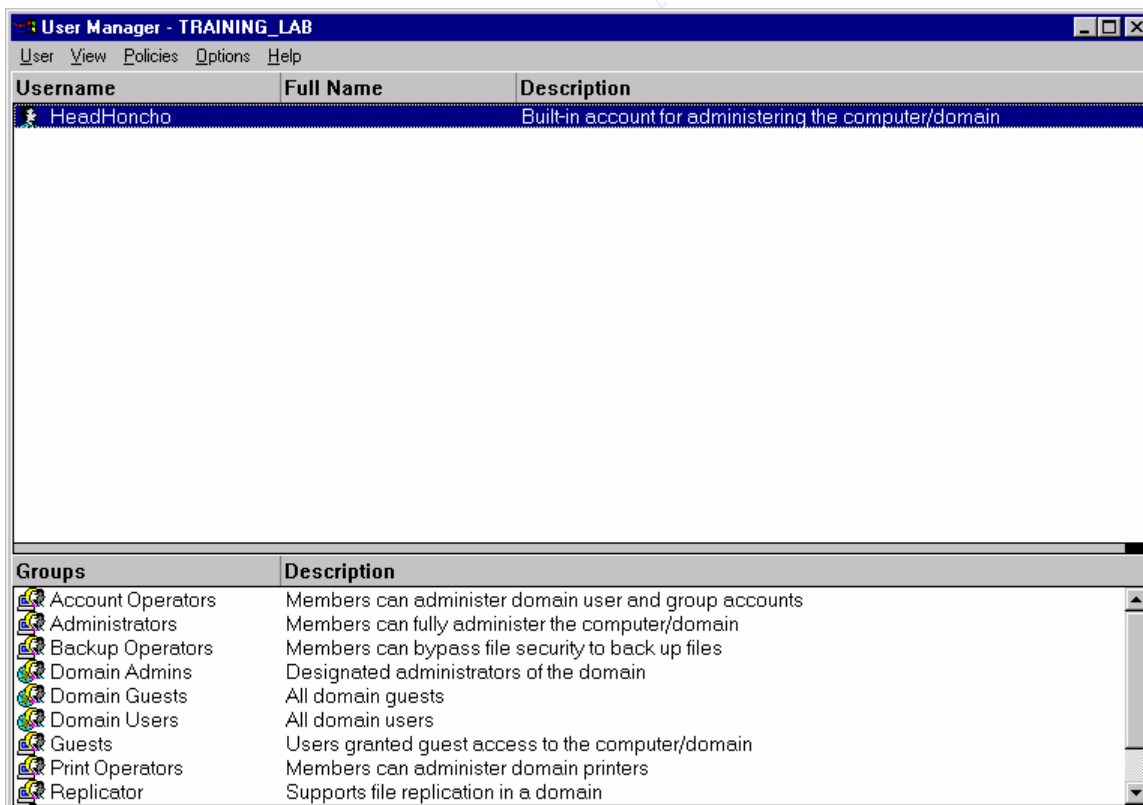 User Manager - TRAINING_LAB
User View Policies Options Help
Username Full Name Description
HeadHoncho Built-in account for administering the computer/domain
Groups Description
Account Operators Members can administer domain user and group accounts
Administrators Members can fully administer the computer/domain
Backup Operators Members can bypass file security to back up files
Domain Admins Designated administrators of the domain
Domain Guests All domain guests
Domain Users All domain users
Guests Users granted guest access to the computer/domain
Print Operators Members can administer domain printers
Replicator Supports file replication in a domain